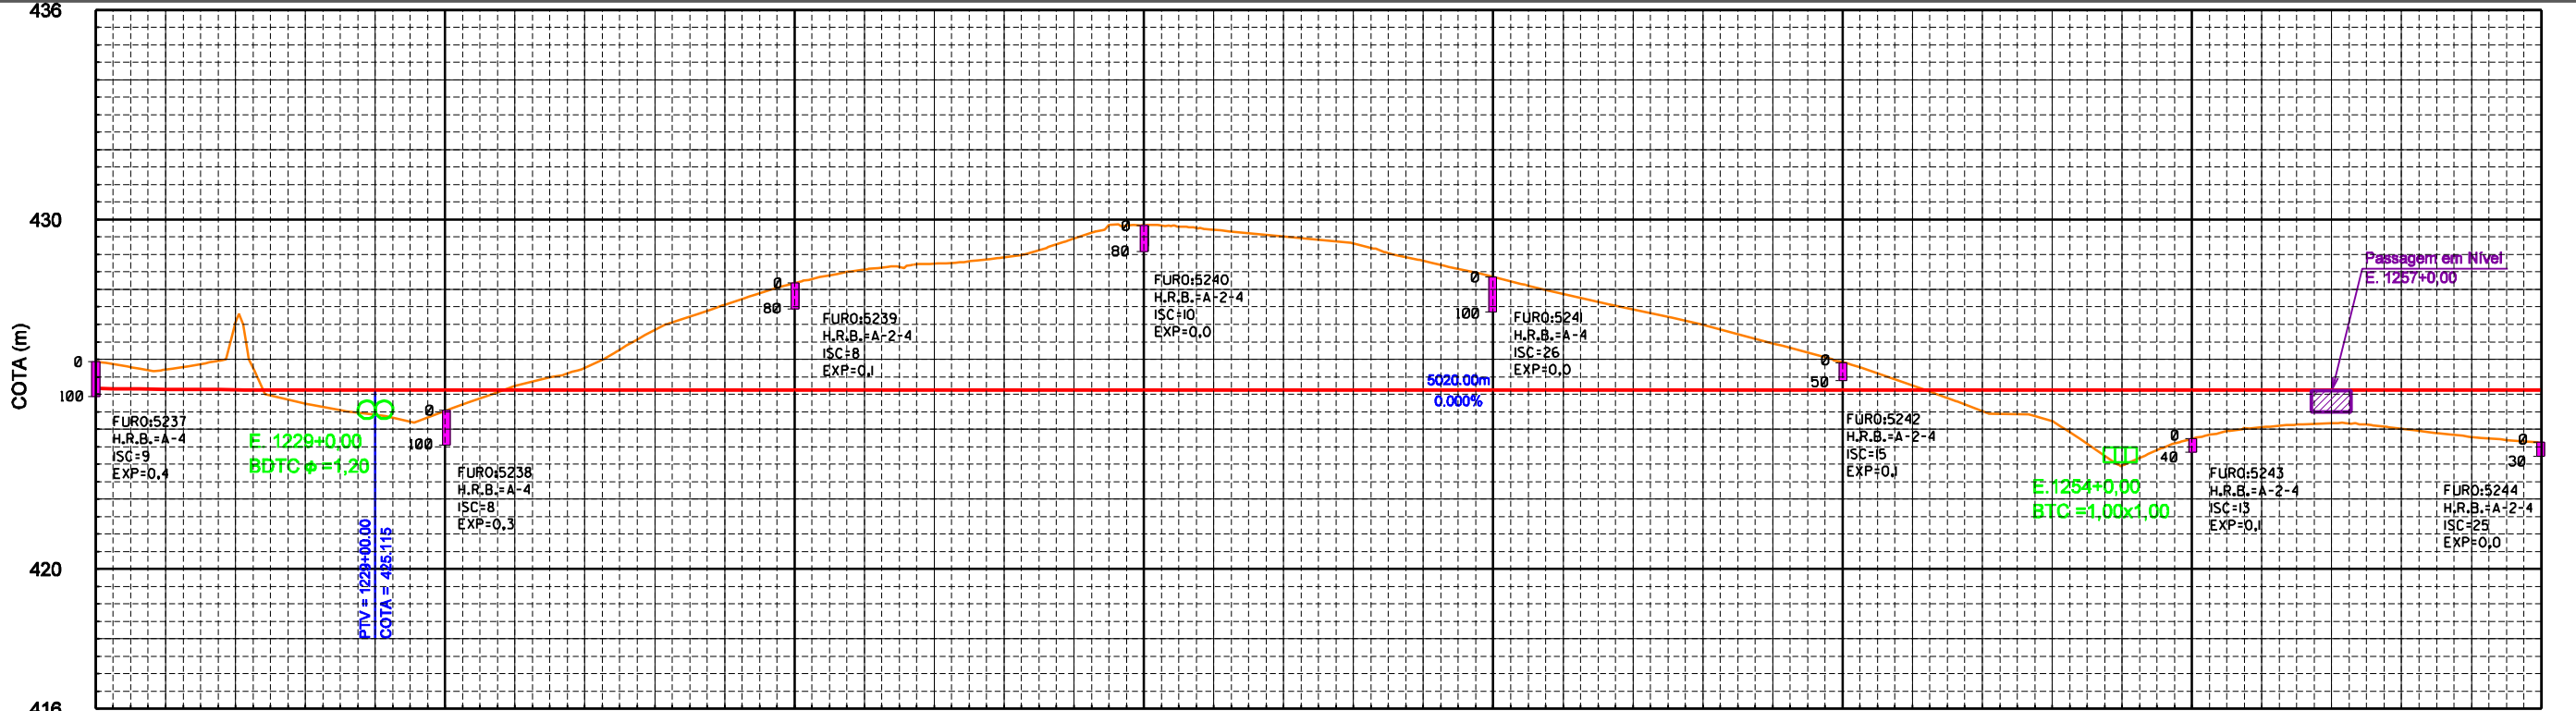 436
430
COTA (m)
420
416
0
100
FURO:5237
H.R.B.=A-4
ISC=9
EXP=0,4
E. 1229+0,00
BDTC ϕ =1,20
PTV = 1229+00.00
COTA = 425.115
0
100
FURO:5238
H.R.B.=A-4
ISC=8
EXP=0,3
0
80
FURO:5239
H.R.B.=A-2-4
ISC=8
EXP=0,1
0
80
FURO:5240
H.R.B.=A-2-4
ISC=10
EXP=0,0
0
100
FURO:5241
H.R.B.=A-4
ISC=26
EXP=0,0
5020.00m
0.000%
0
50
FURO:5242
H.R.B.=A-2-4
ISC=15
EXP=0,1
E.1254+0,00
BTC =1,00x1,00
0
40
FURO:5243
H.R.B.=A-2-4
ISC=13
EXP=0,1
Passagem em Nível
E. 1257+0,00
0
30
FURO:5244
H.R.B.=A-2-4
ISC=25
EXP=0,0